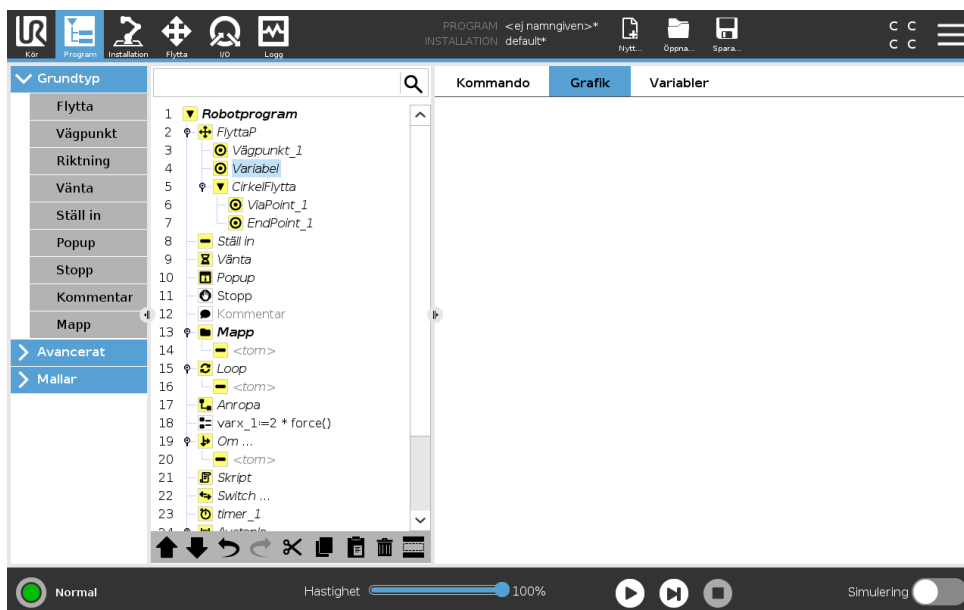 PROGRAM <ej namngiven>*
INSTALLATION default*
Kör
Program
Installation
Flytta
I/O
Logg
Nytt...
Öppna...
Spara...
C C
C C
Grundtyp
Flytta
Vägpunkt
Riktning
Vänta
Ställ in
Popup
Stopp
Kommentar
Mapp
Avancerat
Mallar
1 Robotprogram
2 FlyttaP
3 Vägpunkt_1
4 Variabel
5 CirkelFlytta
6 ViaPoint_1
7 EndPoint_1
8 Ställ in
9 Vänta
10 Popup
11 Stopp
12 Kommentar
13 Mapp
14 <tom>
15 Loop
16 <tom>
17 Anropa
18 varx_1:=2 * force()
19 Om ...
20 <tom>
21 Skript
22 Switch ...
23 timer_1
Kommando
Grafik
Variabler
Normal
Hastighet
100%
Simulering